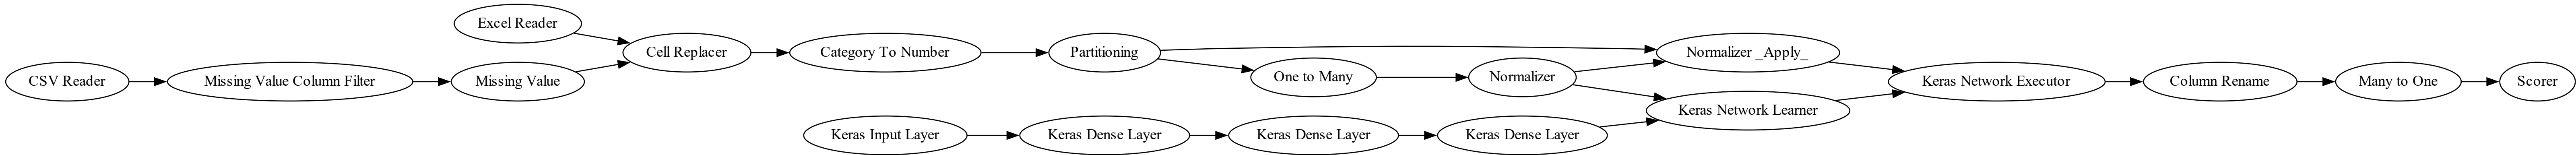 Excel Reader
CSV Reader
Missing Value Column Filter
Missing Value
Cell Replacer
Category To Number
Partitioning
One to Many
Normalizer
Normalizer _Apply_
Keras Input Layer
Keras Dense Layer
Keras Dense Layer
Keras Dense Layer
Keras Network Learner
Keras Network Executor
Column Rename
Many to One
Scorer